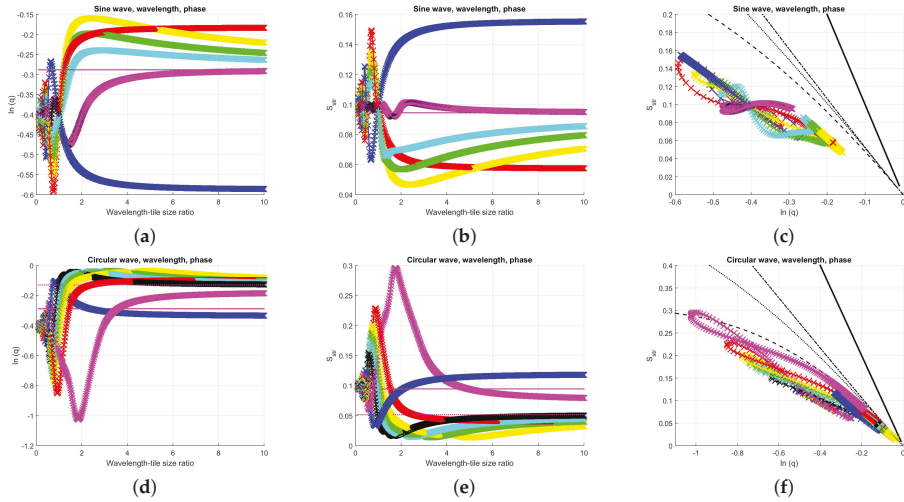 Sine wave, wavelength, phase
-0.15
-0.2
-0.25
-0.3
-0.35
-0.4
-0.45
-0.5
-0.55
-0.6
ln (q)
0 2 4 6 8 10
Wavelength-tile size ratio
(a)
Sine wave, wavelength, phase
0.16
0.14
0.12
0.1
0.08
0.06
0.04
S_str
0 2 4 6 8 10
Wavelength-tile size ratio
(b)
Sine wave, wavelength, phase
0.2
0.18
0.16
0.14
0.12
0.1
0.08
0.06
0.04
0.02
0
S_str
-0.6 -0.5 -0.4 -0.3 -0.2 -0.1 0
ln (q)
(c)
Circular wave, wavelength, phase
0
-0.2
-0.4
-0.6
-0.8
-1
-1.2
ln (q)
0 2 4 6 8 10
Wavelength-tile size ratio
(d)
Circular wave, wavelength, phase
0.3
0.25
0.2
0.15
0.1
0.05
0
S_str
0 2 4 6 8 10
Wavelength-tile size ratio
(e)
Circular wave, wavelength, phase
0.4
0.35
0.3
0.25
0.2
0.15
0.1
0.05
0
S_str
-1 -0.8 -0.6 -0.4 -0.2 0
ln (q)
(f)